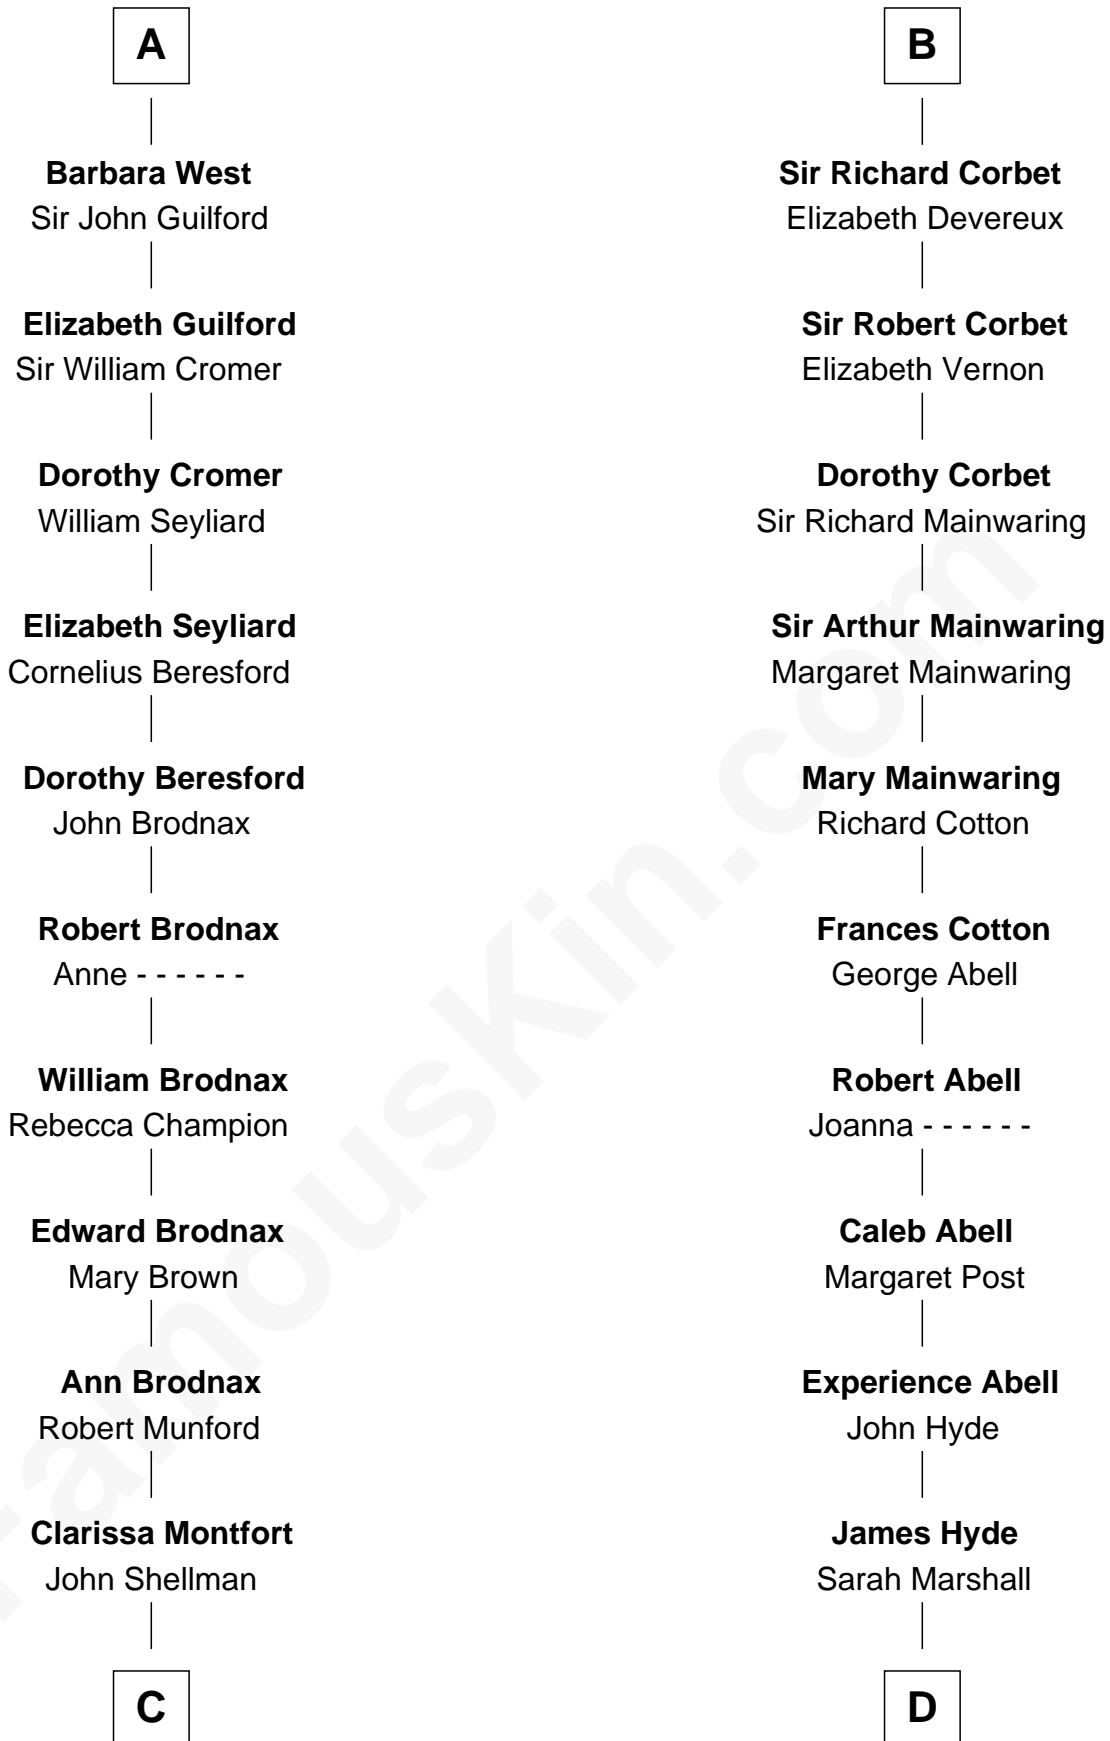 A
Barbara West
Sir John Guilford
Elizabeth Guilford
Sir William Cromer
Dorothy Cromer
William Seyliard
Elizabeth Seyliard
Cornelius Beresford
Dorothy Beresford
John Brodnax
Robert Brodnax
Anne - - - - - -
William Brodnax
Rebecca Champion
Edward Brodnax
Mary Brown
Ann Brodnax
Robert Munford
Clarissa Montfort
John Shellman
C
B
Sir Richard Corbet
Elizabeth Devereux
Sir Robert Corbet
Elizabeth Vernon
Dorothy Corbet
Sir Richard Mainwaring
Sir Arthur Mainwaring
Margaret Mainwaring
Mary Mainwaring
Richard Cotton
Frances Cotton
George Abell
Robert Abell
Joanna - - - - - -
Caleb Abell
Margaret Post
Experience Abell
John Hyde
James Hyde
Sarah Marshall
D
FamousKin.com